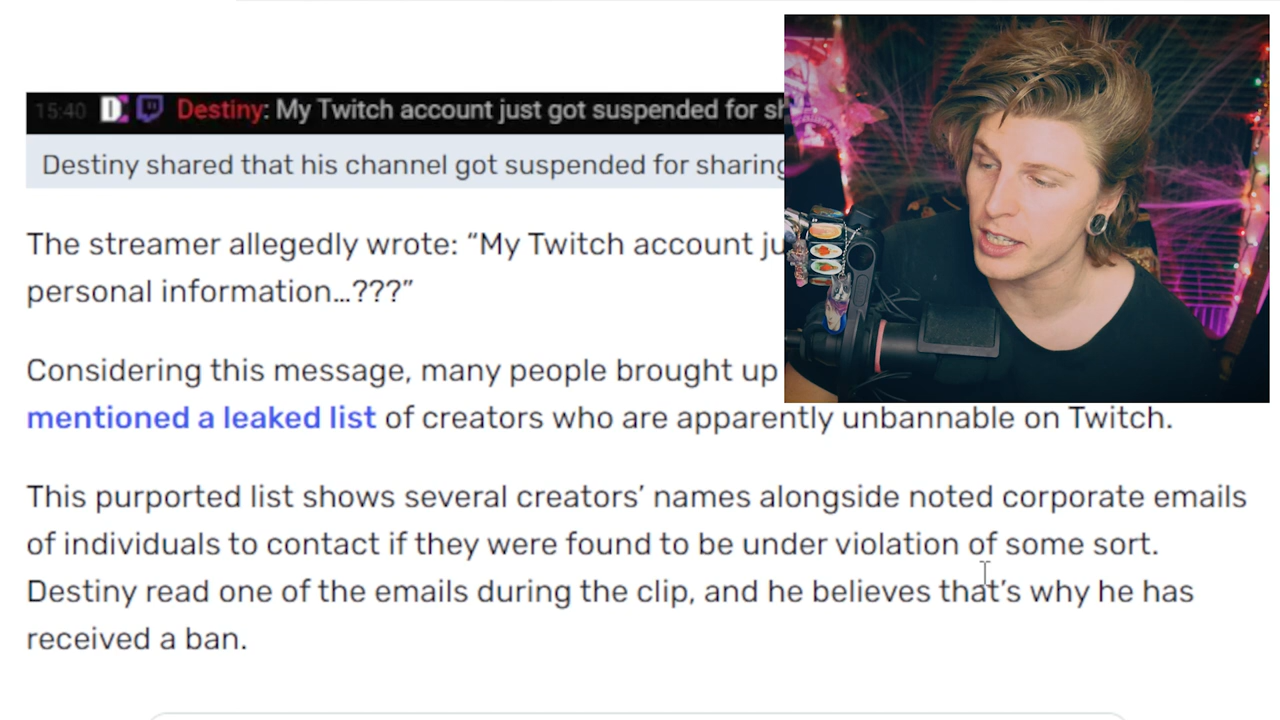 15:40 Destiny: My Twitch account just got suspended for sh
Destiny shared that his channel got suspended for sharing
The streamer allegedly wrote: “My Twitch account ju
personal information...???”
Considering this message, many people brought up
mentioned a leaked list of creators who are apparently unbannable on Twitch.
This purported list shows several creators’ names alongside noted corporate emails
of individuals to contact if they were found to be under violation of some sort.
Destiny read one of the emails during the clip, and he believes that’s why he has
received a ban.